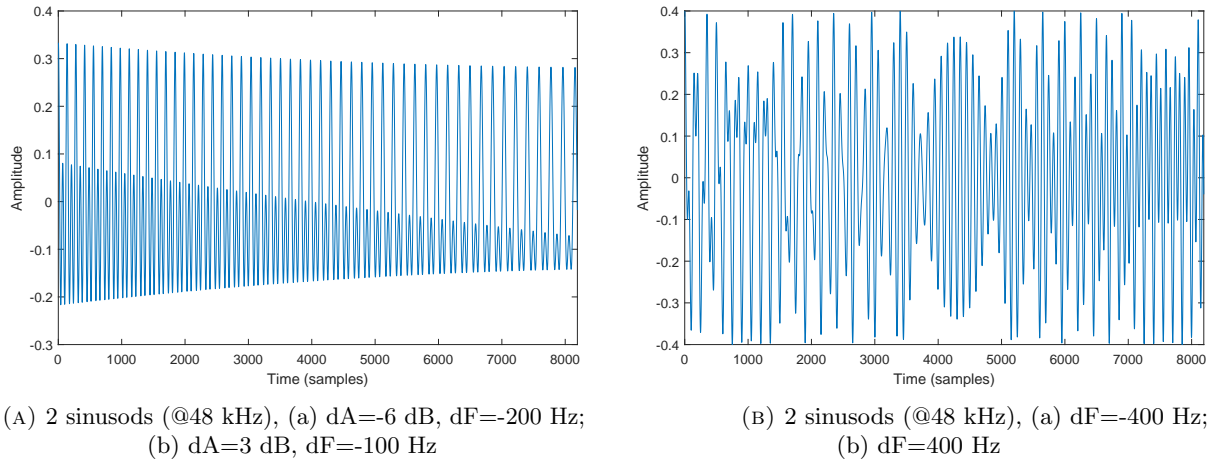 0.4
0.3
0.2
0.1
0
-0.1
-0.2
-0.3
Amplitude
0 1000 2000 3000 4000 5000 6000 7000 8000
Time (samples)
(A) 2 sinusods (@48 kHz), (a) dA=-6 dB, dF=-200 Hz;
(b) dA=3 dB, dF=-100 Hz
0.4
0.3
0.2
0.1
0
-0.1
-0.2
-0.3
-0.4
Amplitude
0 1000 2000 3000 4000 5000 6000 7000 8000
Time (samples)
(B) 2 sinusods (@48 kHz), (a) dF=-400 Hz;
(b) dF=400 Hz